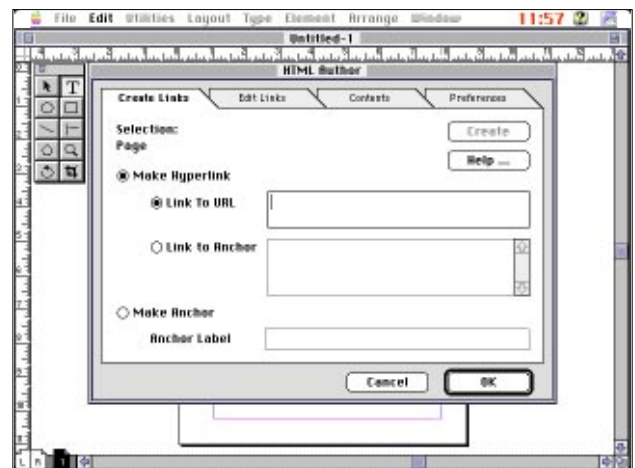 File Edit Utilities Layout Type Element Arrange Window 11:57
Untitled-1
HTML Author
Create Links Edit Links Contents Preferences
Selection:
Page
Create
Help ...
Make Hyperlink
Link To URL
Link to Anchor
Make Anchor
Anchor Label
Cancel OK
L R 1